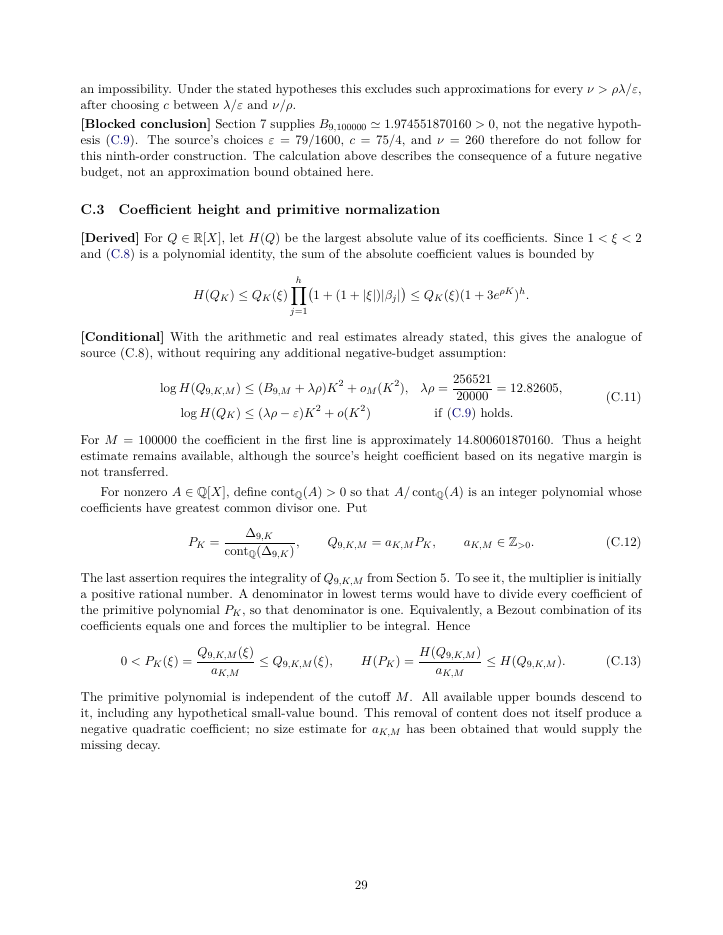 an impossibility. Under the stated hypotheses this excludes such approximations for every ν > ρλ/ε,
after choosing c between λ/ε and ν/ρ.
[Blocked conclusion] Section 7 supplies B₉,₁₀₀₀₀₀ ≃ 1.974551870160 > 0, not the negative hypoth-
esis (C.9). The source's choices ε = 79/1600, c = 75/4, and ν = 260 therefore do not follow for
this ninth-order construction. The calculation above describes the consequence of a future negative
budget, not an approximation bound obtained here.
C.3 Coefficient height and primitive normalization
[Derived] For Q ∈ ℝ[X], let H(Q) be the largest absolute value of its coefficients. Since 1 < ξ < 2
and (C.8) is a polynomial identity, the sum of the absolute coefficient values is bounded by
H(Q_K) ≤ Q_K(ξ) ∏_{j=1}^{h} (1 + (1 + |ξ|)|β_j|) ≤ Q_K(ξ)(1 + 3e^{ρK})^h.
[Conditional] With the arithmetic and real estimates already stated, this gives the analogue of
source (C.8), without requiring any additional negative-budget assumption:
log H(Q_{9,K,M}) ≤ (B_{9,M} + λρ)K² + o_M(K²), λρ = 256521/20000 = 12.82605,
log H(Q_K) ≤ (λρ − ε)K² + o(K²) if (C.9) holds. (C.11)
For M = 100000 the coefficient in the first line is approximately 14.800601870160. Thus a height
estimate remains available, although the source's height coefficient based on its negative margin is
not transferred.
For nonzero A ∈ ℚ[X], define cont_ℚ(A) > 0 so that A/ cont_ℚ(A) is an integer polynomial whose
coefficients have greatest common divisor one. Put
P_K = Δ_{9,K}/cont_ℚ(Δ_{9,K}), Q_{9,K,M} = a_{K,M}P_K, a_{K,M} ∈ ℤ_{>0}. (C.12)
The last assertion requires the integrality of Q_{9,K,M} from Section 5. To see it, the multiplier is initially
a positive rational number. A denominator in lowest terms would have to divide every coefficient of
the primitive polynomial P_K, so that denominator is one. Equivalently, a Bezout combination of its
coefficients equals one and forces the multiplier to be integral. Hence
0 < P_K(ξ) = Q_{9,K,M}(ξ)/a_{K,M} ≤ Q_{9,K,M}(ξ), H(P_K) = H(Q_{9,K,M})/a_{K,M} ≤ H(Q_{9,K,M}). (C.13)
The primitive polynomial is independent of the cutoff M. All available upper bounds descend to
it, including any hypothetical small-value bound. This removal of content does not itself produce a
negative quadratic coefficient; no size estimate for a_{K,M} has been obtained that would supply the
missing decay.
29